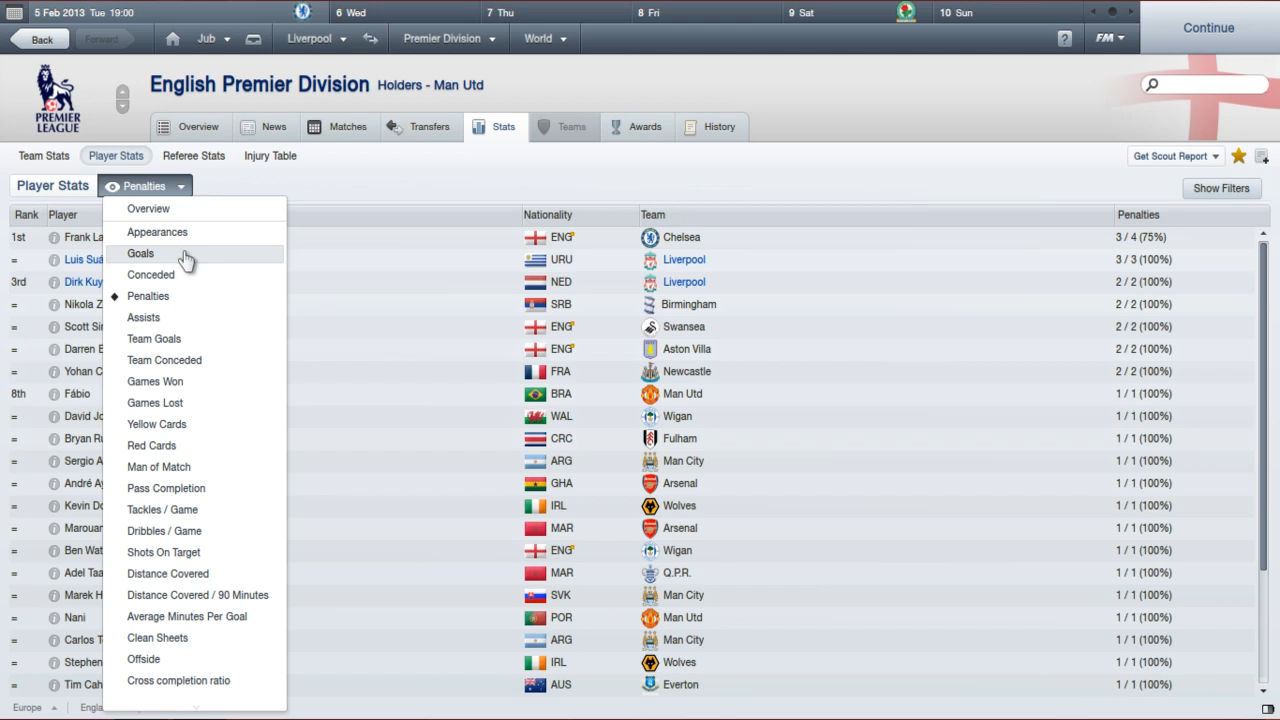 5 Feb 2013 Tue 19:00 6 Wed 7 Thu 8 Fri 9 Sat 10 Sun
Continue
Back Forward Job Liverpool Premier Division World ? FM
English Premier Division Holders - Man Utd
PREMIER
LEAGUE
Overview News Matches Transfers Stats Teams Awards History
Team Stats Player Stats Referee Stats Injury Table Get Scout Report
Player Stats Penalties Show Filters
Rank Player Nationality Team Penalties
1st Frank La ENG Chelsea 3 / 4 (75%)
= Luis Suá URU Liverpool 3 / 3 (100%)
3rd Dirk Kuy NED Liverpool 2 / 2 (100%)
= Nikola Z SRB Birmingham 2 / 2 (100%)
= Scott Sin ENG Swansea 2 / 2 (100%)
= Darren B ENG Aston Villa 2 / 2 (100%)
= Yohan C FRA Newcastle 2 / 2 (100%)
8th Fábio BRA Man Utd 1 / 1 (100%)
= David Jo WAL Wigan 1 / 1 (100%)
= Bryan Ru CRC Fulham 1 / 1 (100%)
= Sergio A ARG Man City 1 / 1 (100%)
= André Ay GHA Arsenal 1 / 1 (100%)
= Kevin Do IRL Wolves 1 / 1 (100%)
= Marouan MAR Arsenal 1 / 1 (100%)
= Ben Wat ENG Wigan 1 / 1 (100%)
= Adel Taa MAR Q.P.R. 1 / 1 (100%)
= Marek H SVK Man City 1 / 1 (100%)
= Nani POR Man Utd 1 / 1 (100%)
= Carlos T ARG Man City 1 / 1 (100%)
= Stephen IRL Wolves 1 / 1 (100%)
= Tim Cah AUS Everton 1 / 1 (100%)
Overview
Appearances
Goals
Conceded
Penalties
Assists
Team Goals
Team Conceded
Games Won
Games Lost
Yellow Cards
Red Cards
Man of Match
Pass Completion
Tackles / Game
Dribbles / Game
Shots On Target
Distance Covered
Distance Covered / 90 Minutes
Average Minutes Per Goal
Clean Sheets
Offside
Cross completion ratio
Europe Engla